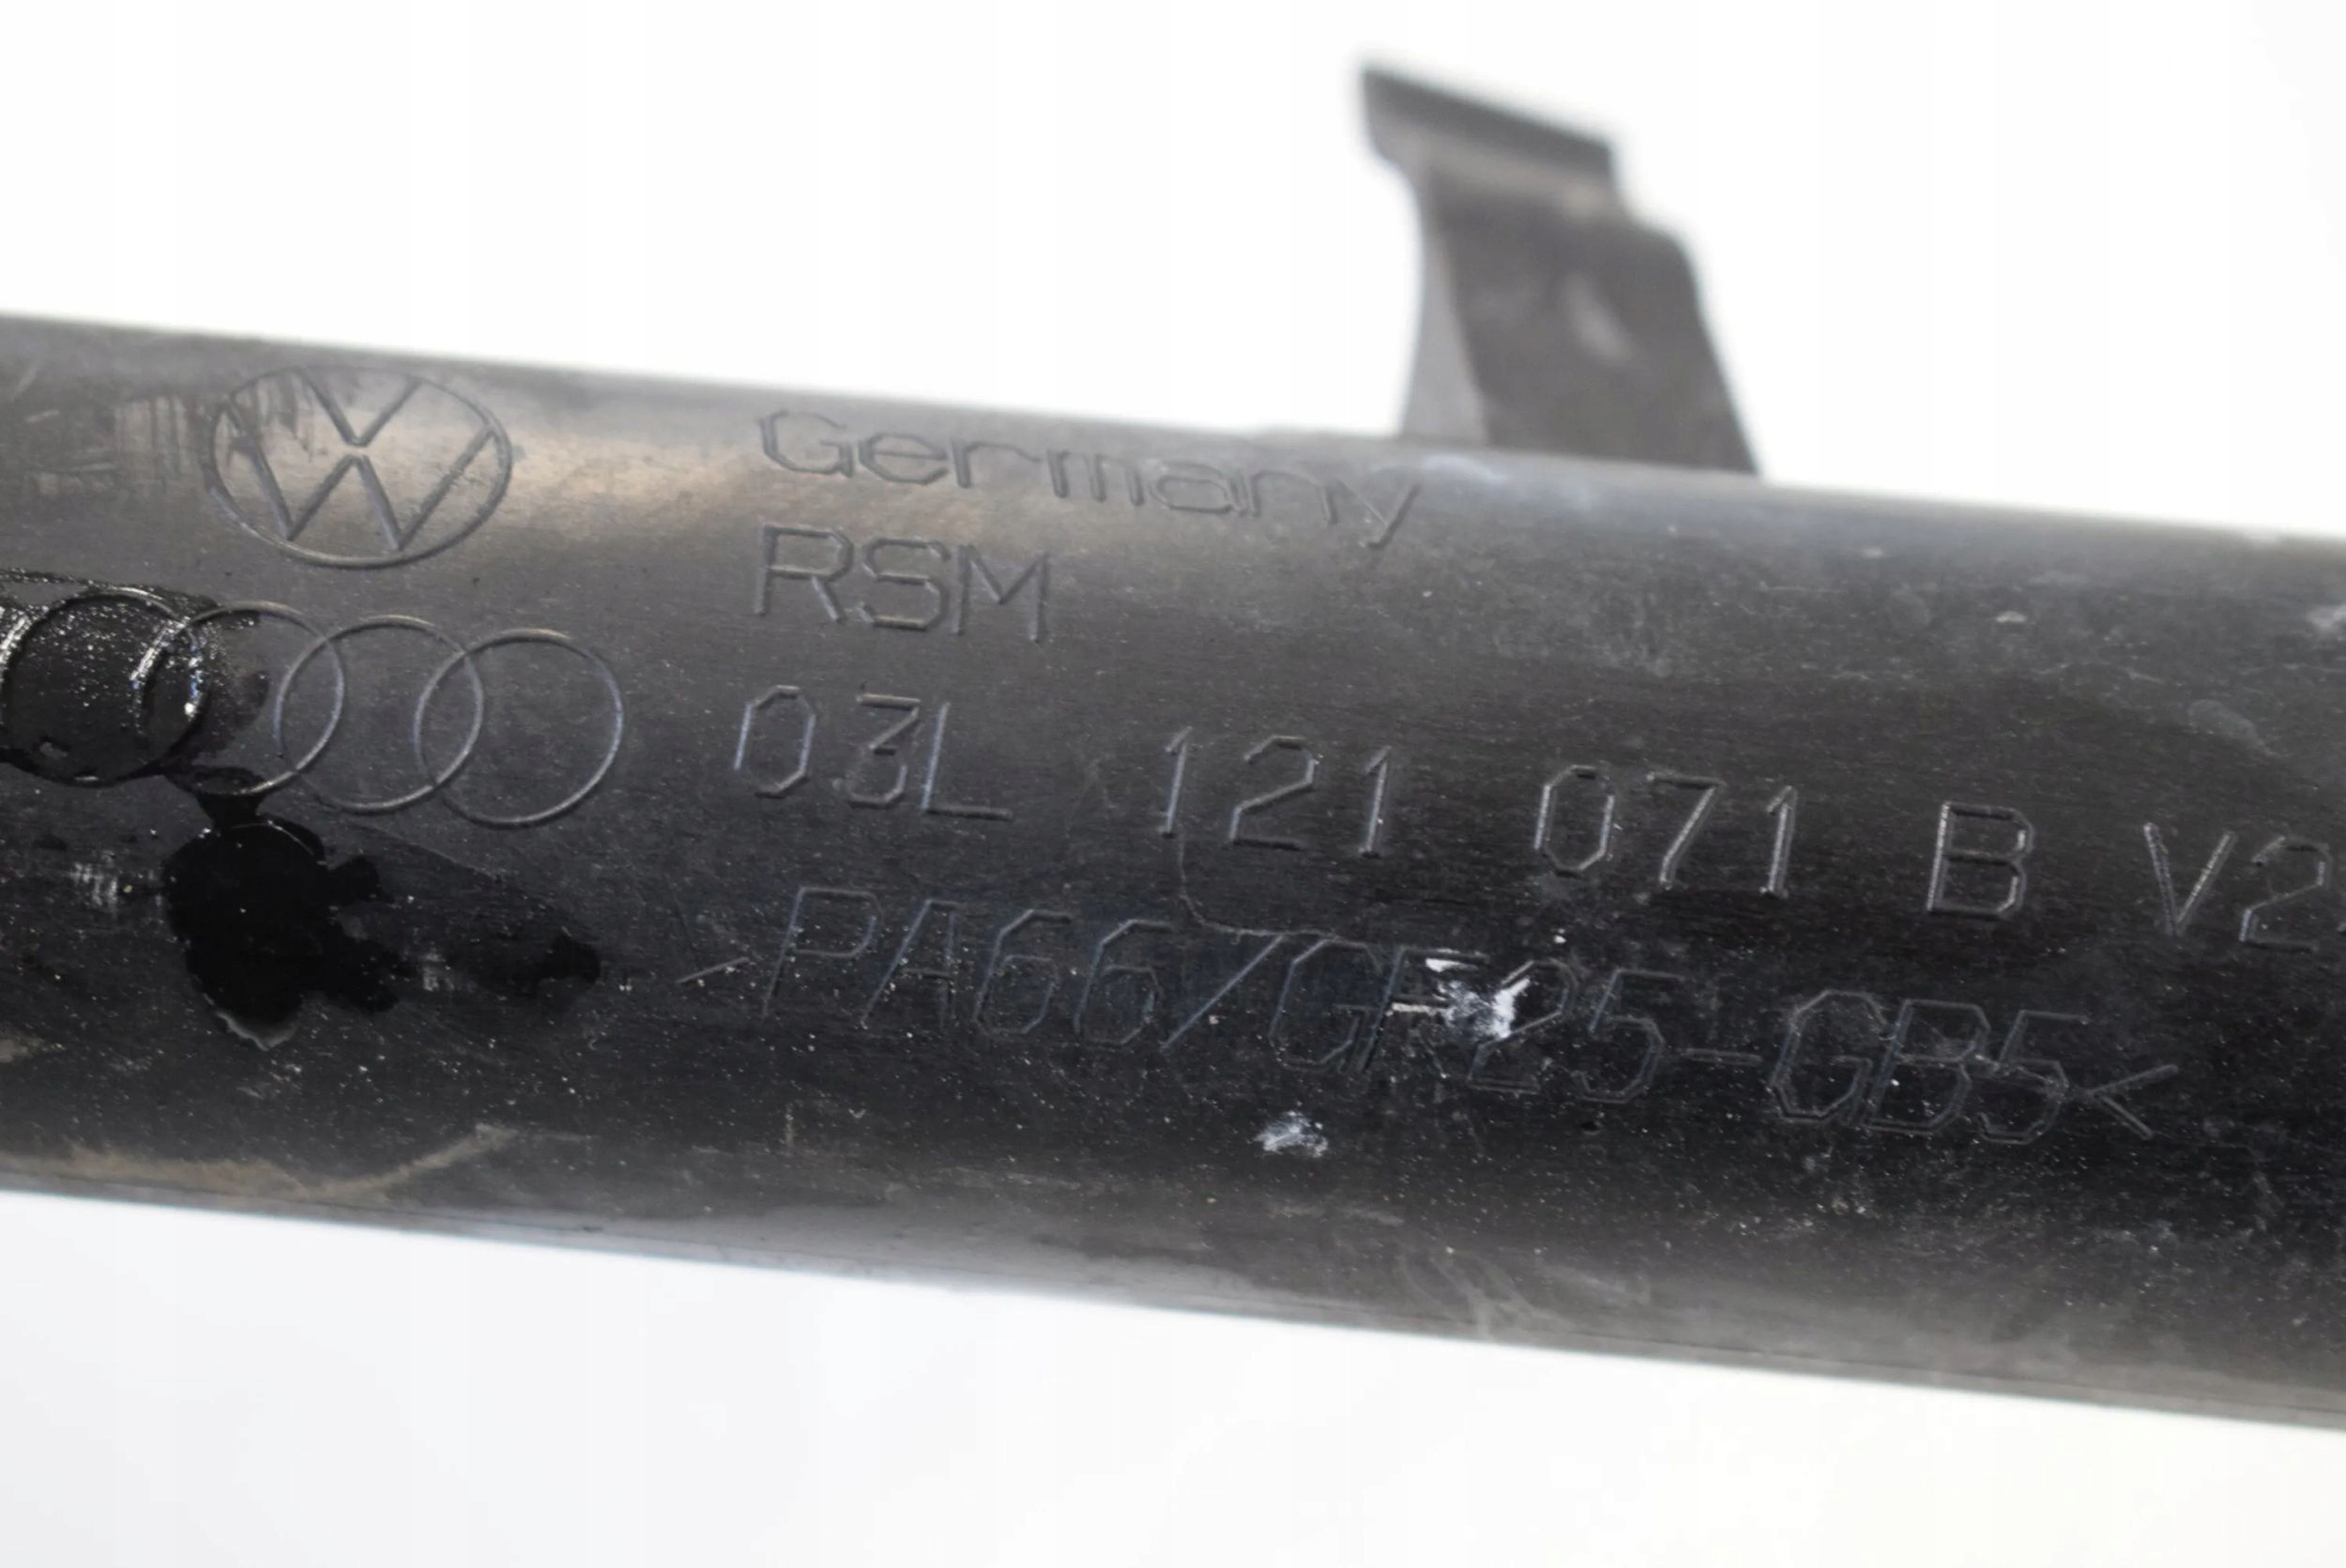 Germany
RSM
03L 121 071 B V2
>PA66/GF25-GB5<